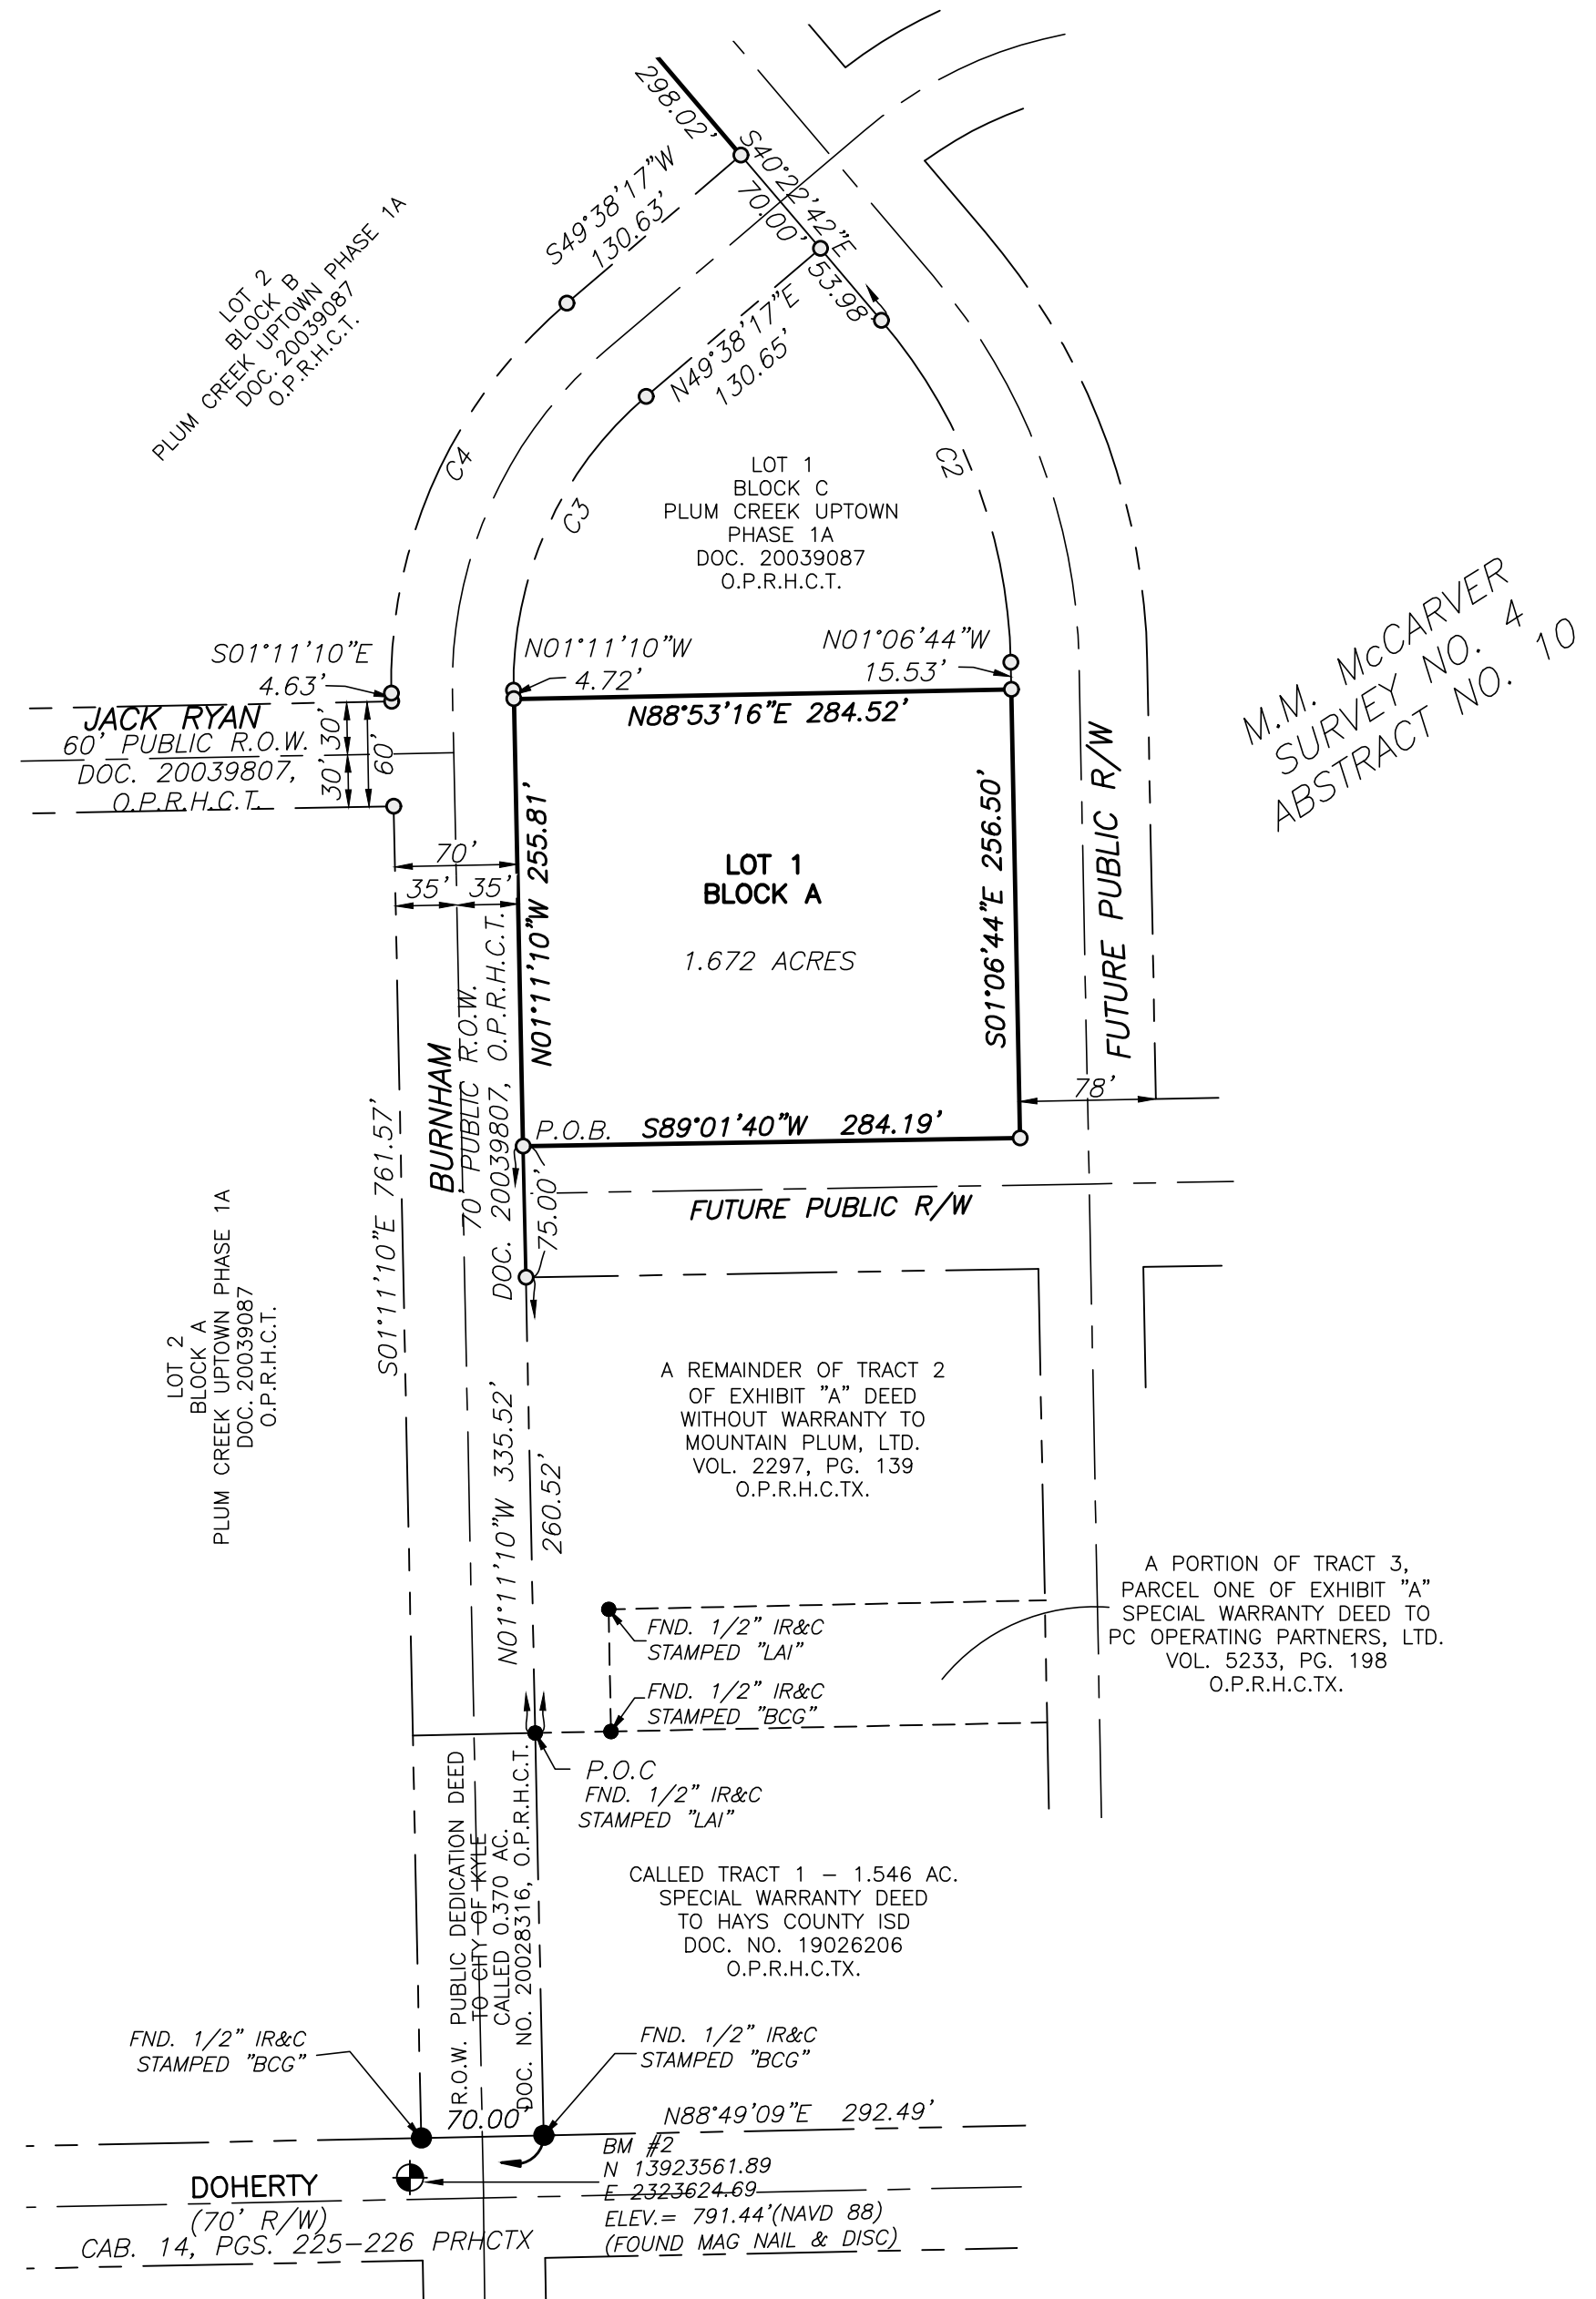 298.02'
S40°22'42"E
70.00'
53.98'
S49°38'17"W
130.63'
N49°38'17"E
130.65'
LOT 2
BLOCK B
PLUM CREEK UPTOWN PHASE 1A
DOC. 20039087
O.P.R.H.C.T.
C4
C3
C2
LOT 1
BLOCK C
PLUM CREEK UPTOWN
PHASE 1A
DOC. 20039087
O.P.R.H.C.T.
M.M. McCARVER
SURVEY NO. 4
ABSTRACT NO. 10
S01°11'10"E
4.63'
N01°11'10"W
4.72'
N01°06'44"W
15.53'
JACK RYAN
60' PUBLIC R.O.W.
DOC. 20039807,
O.P.R.H.C.T.
30'
30'
60'
N88°53'16"E 284.52'
N01°11'10"W 255.81'
LOT 1
BLOCK A
1.672 ACRES
S01°06'44"E 256.50'
FUTURE PUBLIC R/W
70'
35'
35'
78'
BURNHAM
70' PUBLIC R.O.W.
DOC. 20039807, O.P.R.H.C.T.
P.O.B.
S89°01'40"W 284.19'
75.00'
FUTURE PUBLIC R/W
S01°11'10"E 761.57'
LOT 2
BLOCK A
PLUM CREEK UPTOWN PHASE 1A
DOC. 20039087
O.P.R.H.C.T.
N01°11'10"W 335.52'
260.52'
A REMAINDER OF TRACT 2
OF EXHIBIT "A" DEED
WITHOUT WARRANTY TO
MOUNTAIN PLUM, LTD.
VOL. 2297, PG. 139
O.P.R.H.C.TX.
A PORTION OF TRACT 3,
PARCEL ONE OF EXHIBIT "A"
SPECIAL WARRANTY DEED TO
PC OPERATING PARTNERS, LTD.
VOL. 5233, PG. 198
O.P.R.H.C.TX.
FND. 1/2" IR&C
STAMPED "LAI"
FND. 1/2" IR&C
STAMPED "BCG"
P.O.C
FND. 1/2" IR&C
STAMPED "LAI"
R.O.W. PUBLIC DEDICATION DEED
TO CITY OF KYLE
CALLED 0.370 AC.
DOC. NO. 20028316, O.P.R.H.C.T.
CALLED TRACT 1 - 1.546 AC.
SPECIAL WARRANTY DEED
TO HAYS COUNTY ISD
DOC. NO. 19026206
O.P.R.H.C.TX.
FND. 1/2" IR&C
STAMPED "BCG"
FND. 1/2" IR&C
STAMPED "BCG"
70.00'
N88°49'09"E 292.49'
BM #2
N 13923561.89
E 2323624.69
ELEV.= 791.44'(NAVD 88)
(FOUND MAG NAIL & DISC)
DOHERTY
(70' R/W)
CAB. 14, PGS. 225-226 PRHCTX